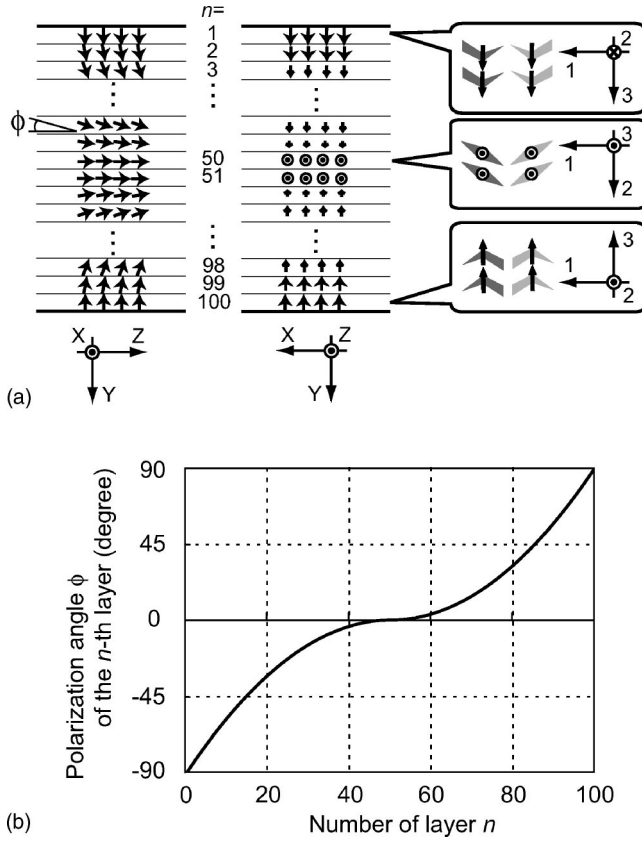 n=
1
2
3
50
51
98
99
100
ϕ
2
1
3
3
1
2
3
1
2
X
Z
Y
X
Z
Y
(a)
90
45
0
-45
-90
Polarization angle ϕ
of the n-th layer (degree)
0
20
40
60
80
100
Number of layer n
(b)